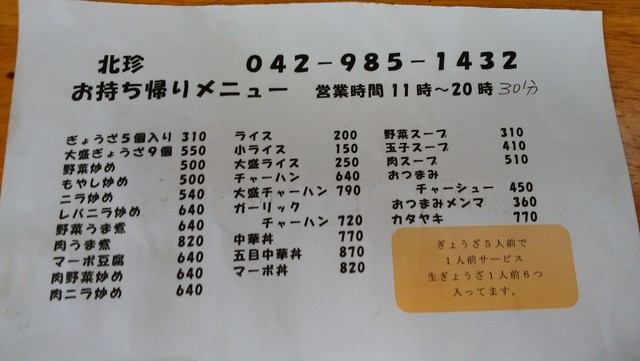 北珍 042-985-1432
お持ち帰りメニュー 営業時間11時～20時30分
ぎょうざ5個入り 310
大盛ぎょうざ9個 550
野菜炒め 500
もやし炒め 500
ニラ炒め 540
レバニラ炒め 640
野菜うま煮 640
肉うま煮 820
マーボ豆腐 640
肉野菜炒め 640
肉ニラ炒め 640
ライス 200
小ライス 150
大盛ライス 250
チャーハン 640
大盛チャーハン 790
ガーリック
チャーハン 720
中華丼 770
五目中華丼 870
マーボ丼 820
野菜スープ 310
玉子スープ 410
肉スープ 510
おつまみ
チャーシュー 450
おつまみメンマ 360
カタヤキ 770
ぎょうざ5人前で
1人前サービス
生ぎょうざ1人前6つ
入ってます。